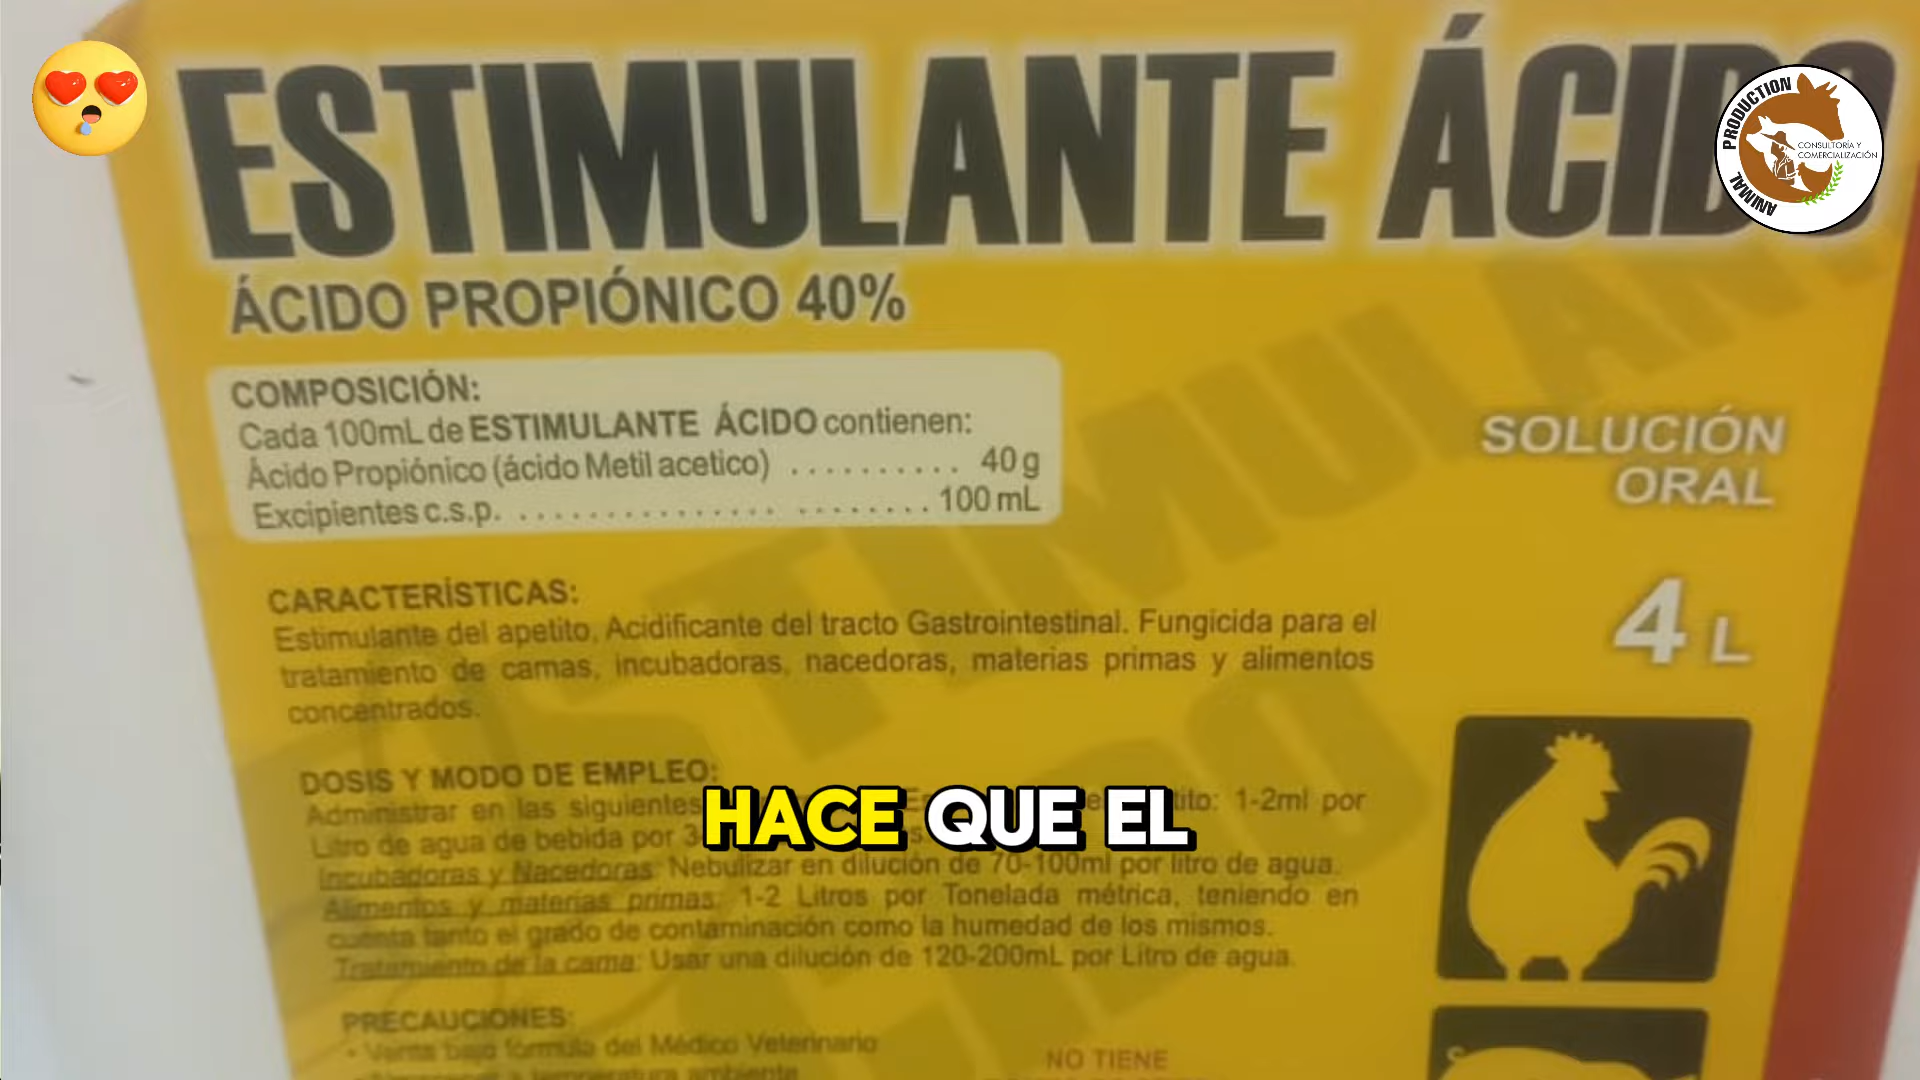 ESTIMULANTE ÁCIDO
PRODUCTION
CONSULTORÍA Y
COMERCIALIZACIÓN
ANIMAL
ÁCIDO PROPIÓNICO 40%
COMPOSICIÓN:
Cada 100mL de ESTIMULANTE ÁCIDO contienen:
Ácido Propiónico (ácido Metil acetico) .......... 40 g
Excipientes c.s.p. ........................ 100 mL
SOLUCIÓN
ORAL
4 L
CARACTERÍSTICAS:
Estimulante del apetito, Acidificante del tracto Gastrointestinal. Fungicida para el
tratamiento de camas, incubadoras, nacedoras, materias primas y alimentos
concentrados.
DOSIS Y MODO DE EMPLEO:
Administrar en las siguientes 1-2ml por
HACE QUE EL
Litro de agua de bebida por
Incubadoras y Nacedoras: Nebulizar en dilución de 70-100ml por litro de agua.
Alimentos y materias primas: 1-2 Litros por Tonelada métrica, teniendo en
cuenta tanto el grado de contaminación como la humedad de los mismos.
Tratamiento de la cama: Usar una dilución de 120-200mL por Litro de agua.
PRECAUCIONES:
• Venta bajo fórmula del Médico Veterinario
temperatura ambiente
NO TIENE